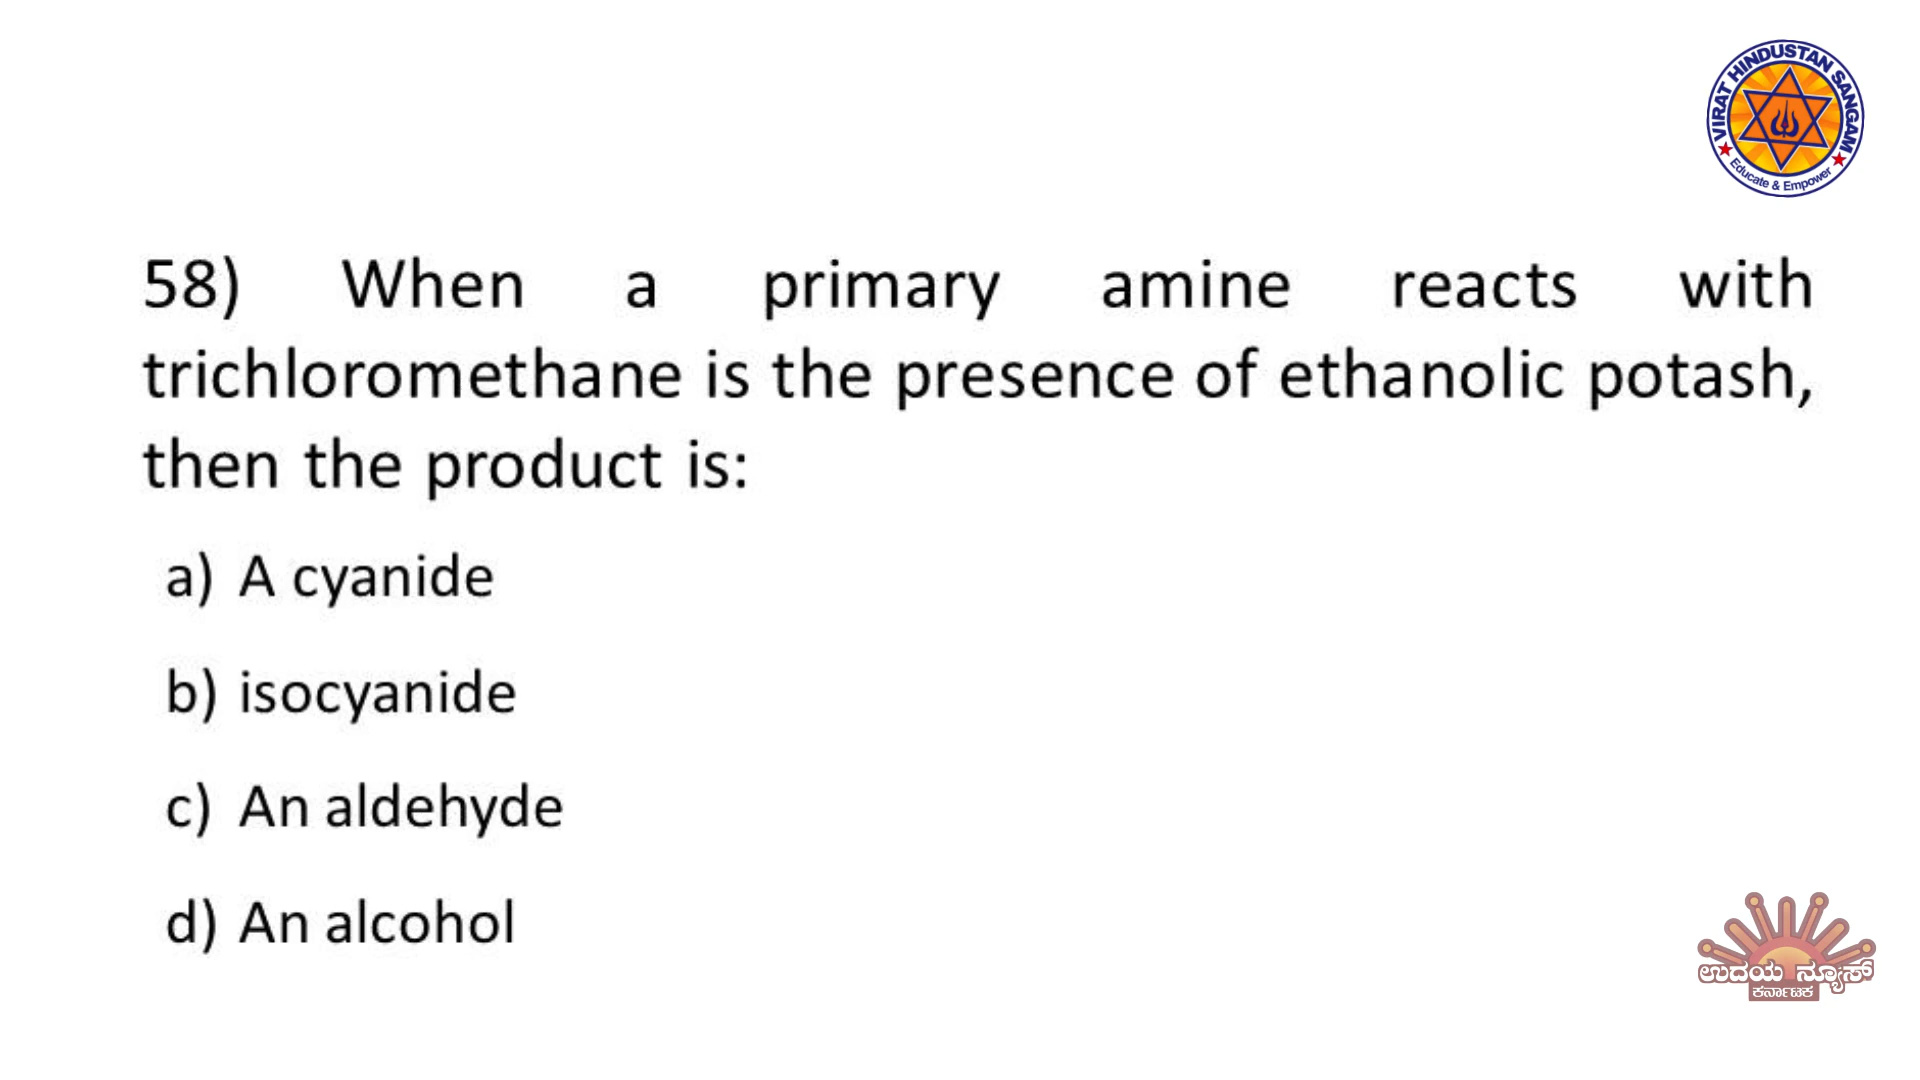 VIRAT HINDUSTAN SANGAM
Educate & Empower
58) When a primary amine reacts with
trichloromethane is the presence of ethanolic potash,
then the product is:
a) A cyanide
b) isocyanide
c) An aldehyde
d) An alcohol
ಉದಯ ನ್ಯೂಸ್
ಕರ್ನಾಟಕ